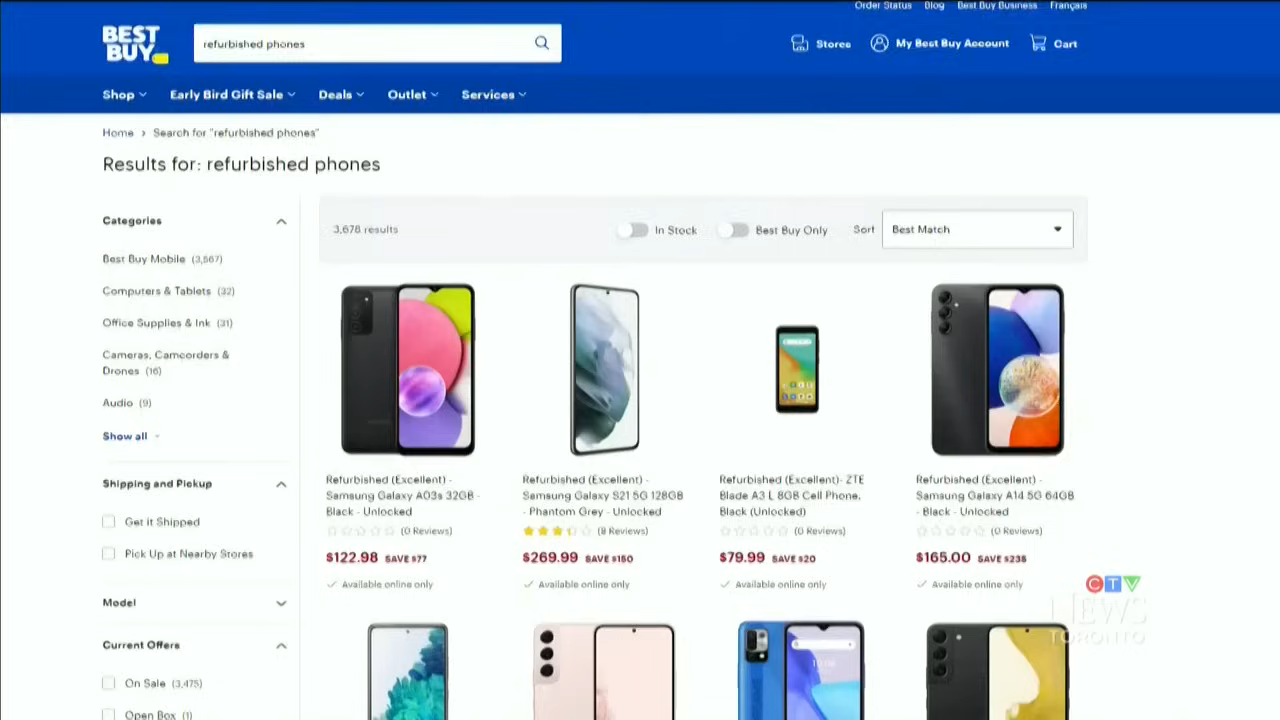 Order Status Blog Best Buy Business Français
BEST BUY
refurbished phones
Stores My Best Buy Account Cart
Shop Early Bird Gift Sale Deals Outlet Services
Home › Search for "refurbished phones"
Results for: refurbished phones
Categories
Best Buy Mobile (3,567)
Computers & Tablets (32)
Office Supplies & Ink (31)
Cameras, Camcorders &
Drones (16)
Audio (9)
Show all
Shipping and Pickup
Get it Shipped
Pick Up at Nearby Stores
Model
Current Offers
On Sale (3,475)
Open Box (1)
3,678 results In Stock Best Buy Only Sort Best Match
Refurbished (Excellent) -
Samsung Galaxy A03s 32GB -
Black - Unlocked
(0 Reviews)
$122.98 SAVE $77
Available online only
Refurbished (Excellent) -
Samsung Galaxy S21 5G 128GB
- Phantom Grey - Unlocked
(8 Reviews)
$269.99 SAVE $150
Available online only
Refurbished (Excellent)- ZTE
Blade A3 L 8GB Cell Phone,
Black (Unlocked)
(0 Reviews)
$79.99 SAVE $20
Available online only
Refurbished (Excellent) -
Samsung Galaxy A14 5G 64GB
- Black - Unlocked
(0 Reviews)
$165.00 SAVE $235
Available online only
CTV
NEWS
TORONTO